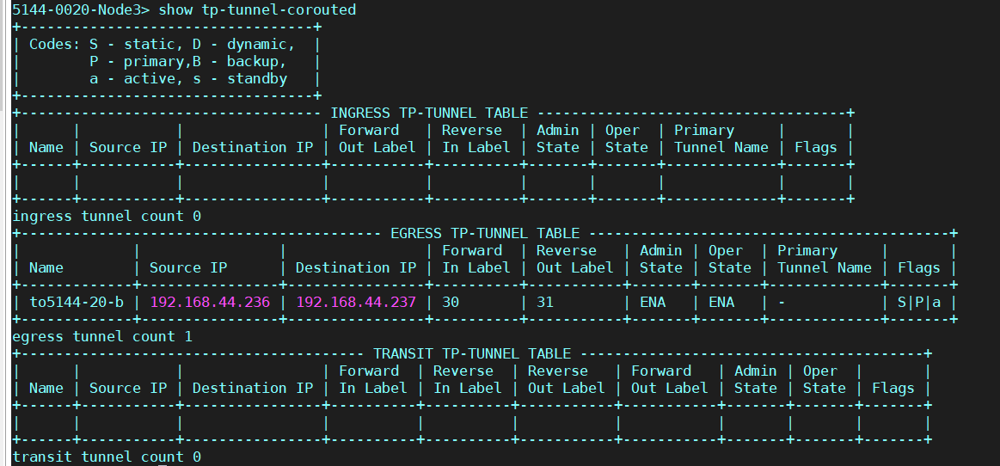 5144-0020-Node3> show tp-tunnel-corouted
+----------------------------------+
| Codes: S - static, D - dynamic,  |
|        P - primary,B - backup,   |
|        a - active, s - standby   |
+----------------------------------+
+----------------------------------- INGRESS TP-TUNNEL TABLE ------------------------------------+
|      |           |                | Forward   | Reverse  | Admin | Oper  | Primary     |       |
| Name | Source IP | Destination IP | Out Label | In Label | State | State | Tunnel Name | Flags |
+------+-----------+----------------+-----------+----------+-------+-------+-------------+-------+
|      |           |                |           |          |       |       |             |       |
+------+-----------+----------------+-----------+----------+-------+-------+-------------+-------+
ingress tunnel count 0
+------------------------------------------ EGRESS TP-TUNNEL TABLE ------------------------------------------+
|             |                |                | Forward  | Reverse   | Admin | Oper  | Primary     |       |
| Name        | Source IP      | Destination IP | In Label | Out Label | State | State | Tunnel Name | Flags |
+-------------+----------------+----------------+----------+-----------+-------+-------+-------------+-------+
| to5144-20-b | 192.168.44.236 | 192.168.44.237 | 30       | 31        | ENA   | ENA   | -           | S|P|a |
+-------------+----------------+----------------+----------+-----------+-------+-------+-------------+-------+
egress tunnel count 1
+---------------------------------------- TRANSIT TP-TUNNEL TABLE ----------------------------------------+
|      |           |                | Forward  | Reverse  | Reverse   | Forward   | Admin | Oper  |       |
| Name | Source IP | Destination IP | In Label | In Label | Out Label | Out Label | State | State | Flags |
+------+-----------+----------------+----------+----------+-----------+-----------+-------+-------+-------+
|      |           |                |          |          |           |           |       |       |       |
+------+-----------+----------------+----------+----------+-----------+-----------+-------+-------+-------+
transit tunnel count 0